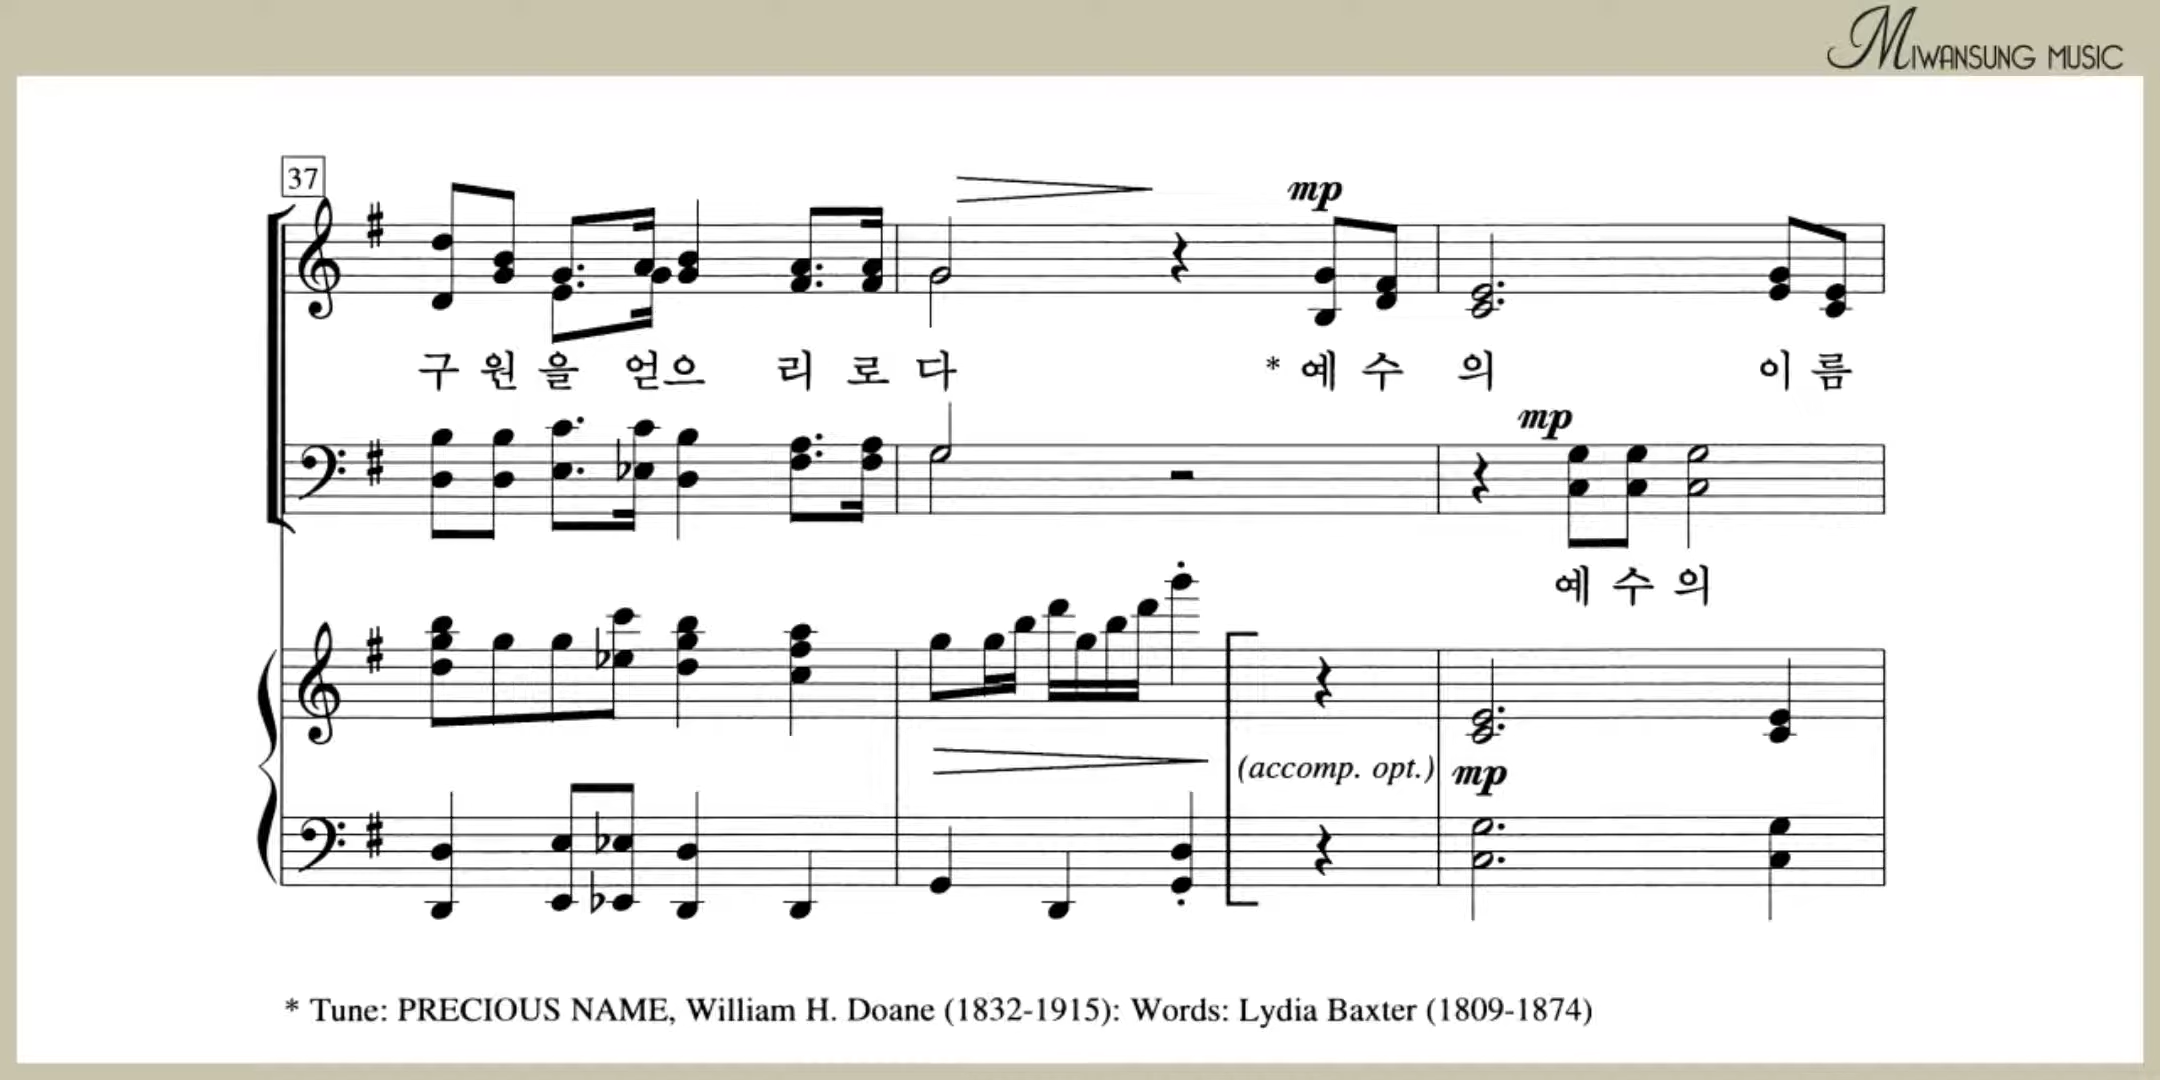 MIWANSUNG MUSIC
37
mp
구 원 을 얻으 리 로 다 * 예 수 의 이 름
mp
예 수 의
(accomp. opt.) mp
* Tune: PRECIOUS NAME, William H. Doane (1832-1915): Words: Lydia Baxter (1809-1874)